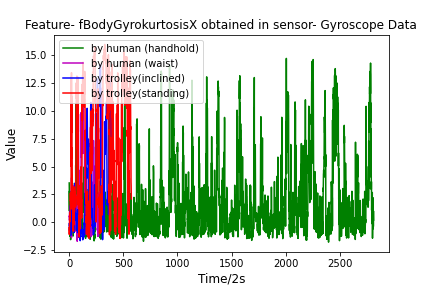 Feature- fBodyGyrokurtosisX obtained in sensor- Gyroscope Data
by human (handhold)
by human (waist)
by trolley(inclined)
by trolley(standing)
15.0
12.5
10.0
7.5
5.0
2.5
0.0
−2.5
Value
0 500 1000 1500 2000 2500
Time/2s